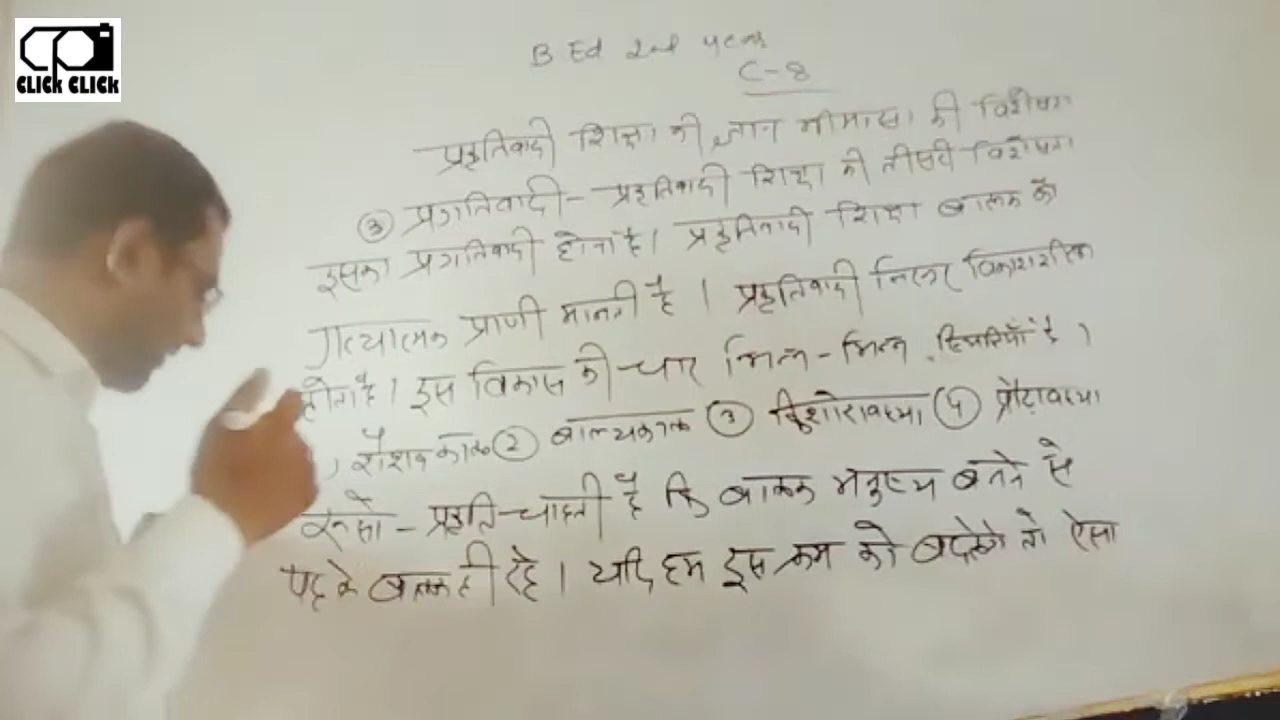 CLICK CLICK
B Ed 2nd year
C-8
प्रकृतिवादी शिक्षा की ज्ञान मीमांसा की विशेषता
③ प्रगतिवादी - प्रकृतिवादी शिक्षा की तीसरी विशेषता
इसका प्रगतिवादी होना है। प्रकृतिवादी शिक्षा बालक को
गत्यात्मक प्राणी मानती है। प्रकृतिवादी निरन्तर विकासशील
होता है। इस विकास की चार भिन्न - भिन्न स्थितियाँ है।
शैशवकाल ② बाल्यकाल ③ किशोरावस्था ④ प्रौढ़ावस्था
रूसो - प्रकृति चाहती है कि बालक मनुष्य बनने से
पहले बालक ही रहे। यदि हम इस क्रम को बदलेंगे तो ऐसा